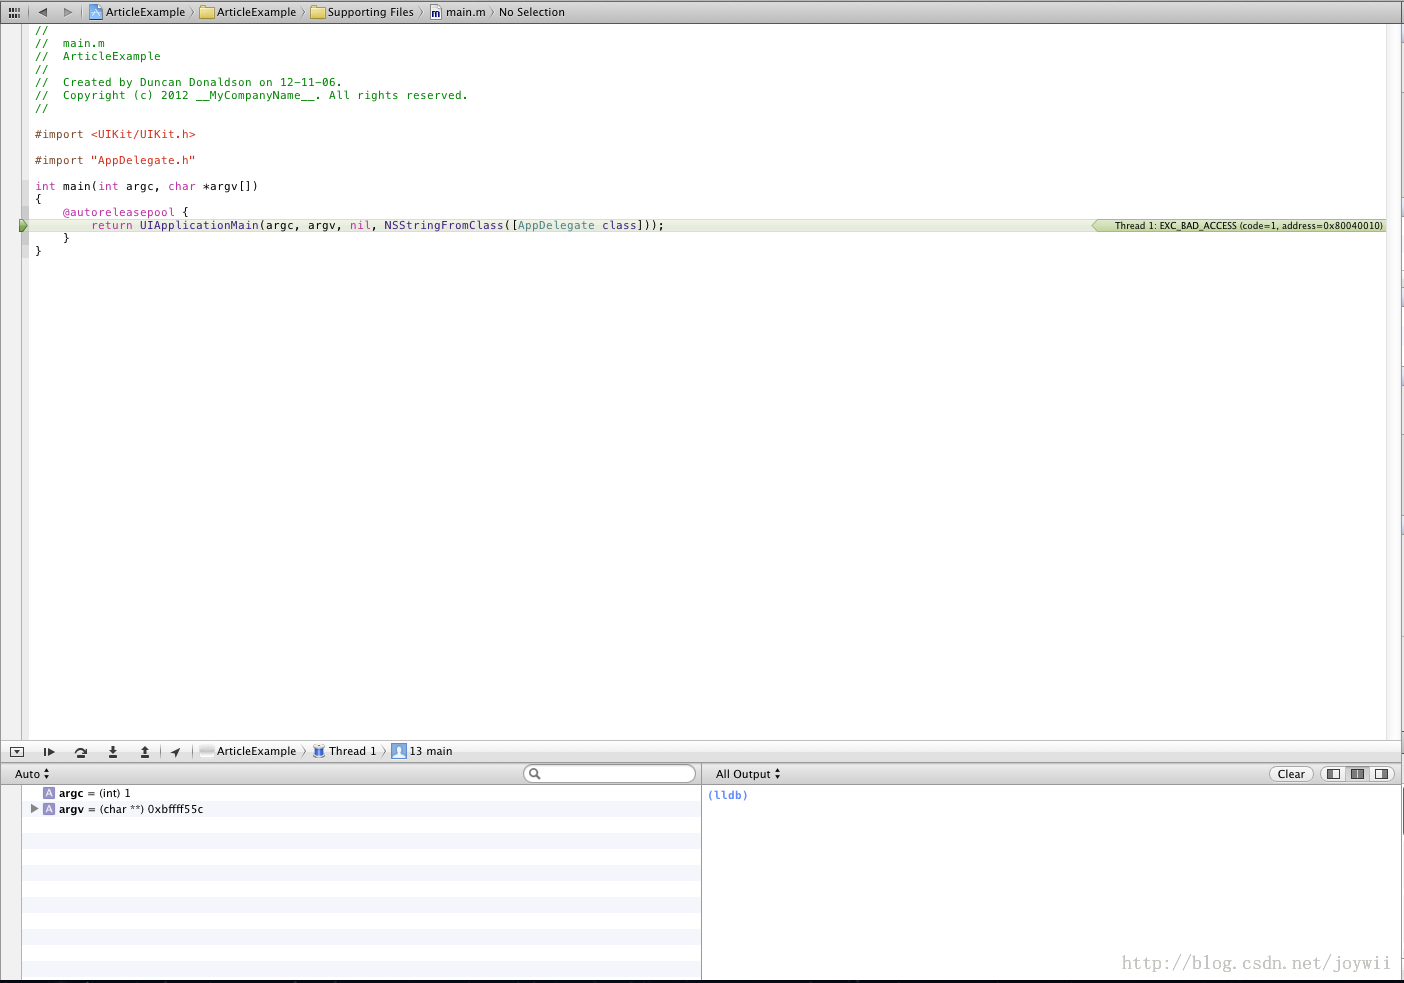 ArticleExample ArticleExample Supporting Files main.m No Selection
//
//  main.m
//  ArticleExample
//
//  Created by Duncan Donaldson on 12-11-06.
//  Copyright (c) 2012 __MyCompanyName__. All rights reserved.
//
#import <UIKit/UIKit.h>
#import "AppDelegate.h"
int main(int argc, char *argv[])
{
    @autoreleasepool {
        return UIApplicationMain(argc, argv, nil, NSStringFromClass([AppDelegate class])); Thread 1: EXC_BAD_ACCESS (code=1, address=0x80040010)
    }
}
ArticleExample Thread 1 13 main
Auto All Output Clear
A argc = (int) 1
A argv = (char **) 0xbffff55c
(lldb)
http://blog.csdn.net/joywii